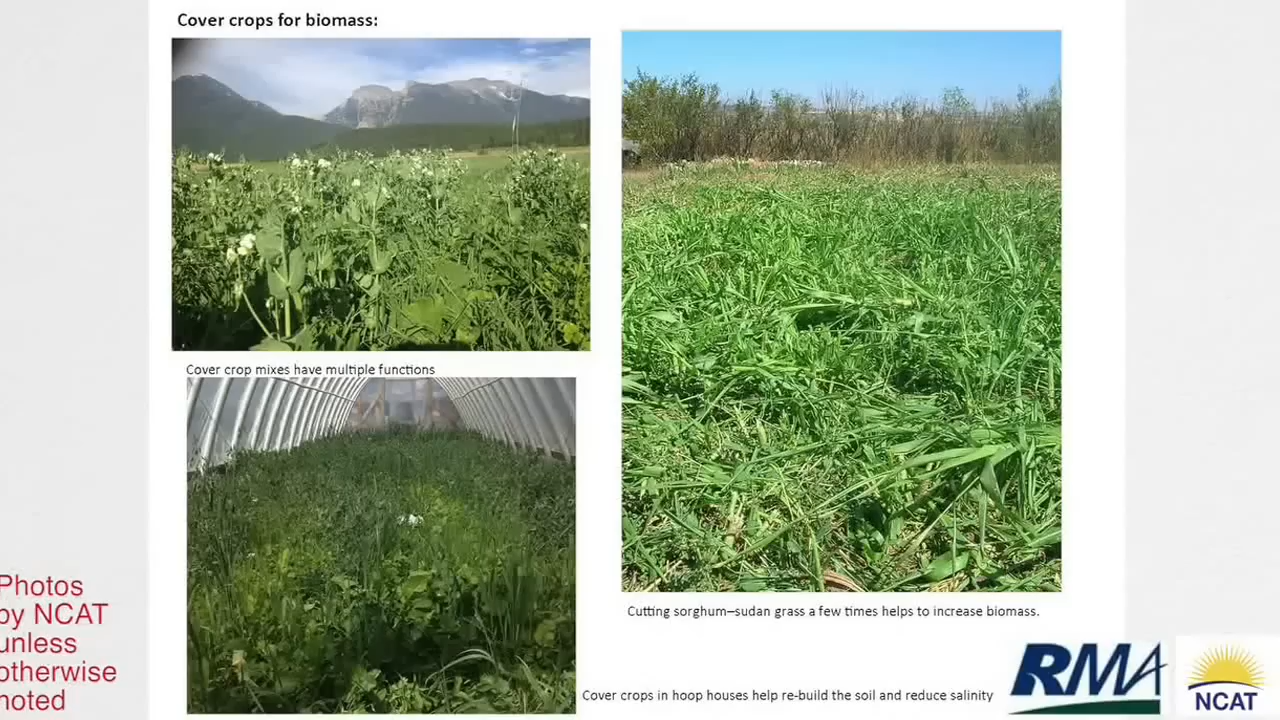 Cover crops for biomass:
Cover crop mixes have multiple functions
Cutting sorghum–sudan grass a few times helps to increase biomass.
Cover crops in hoop houses help re-build the soil and reduce salinity
Photos
by NCAT
unless
otherwise
noted
RMA
NCAT